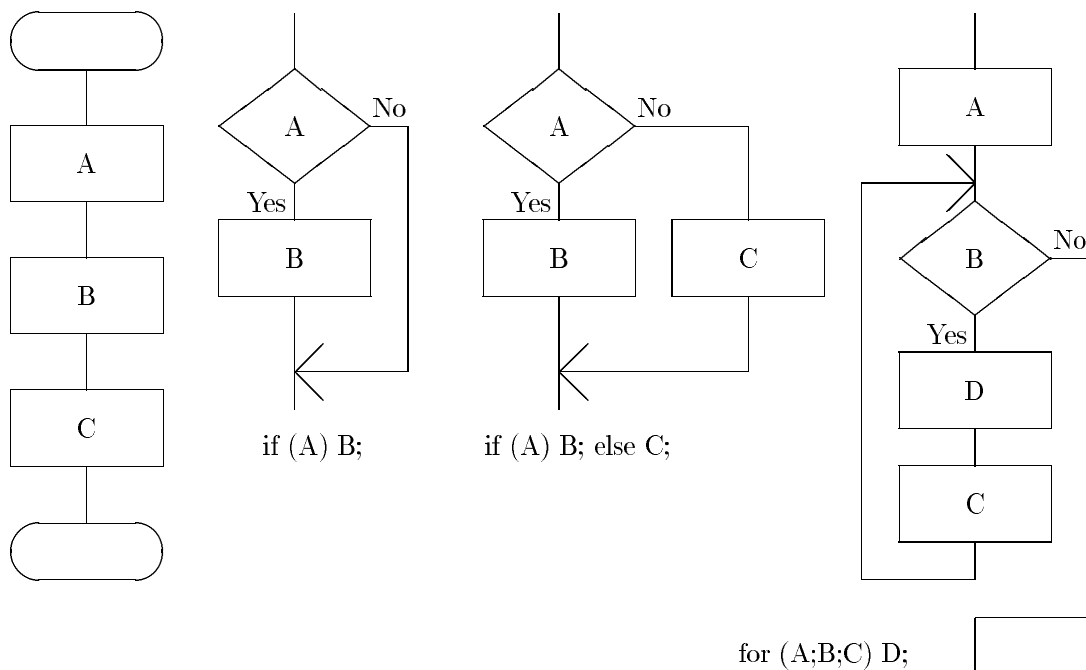 A
B
C
A
No
Yes
B
if (A) B;
A
No
Yes
B
C
if (A) B; else C;
A
B
No
Yes
D
C
for (A;B;C) D;